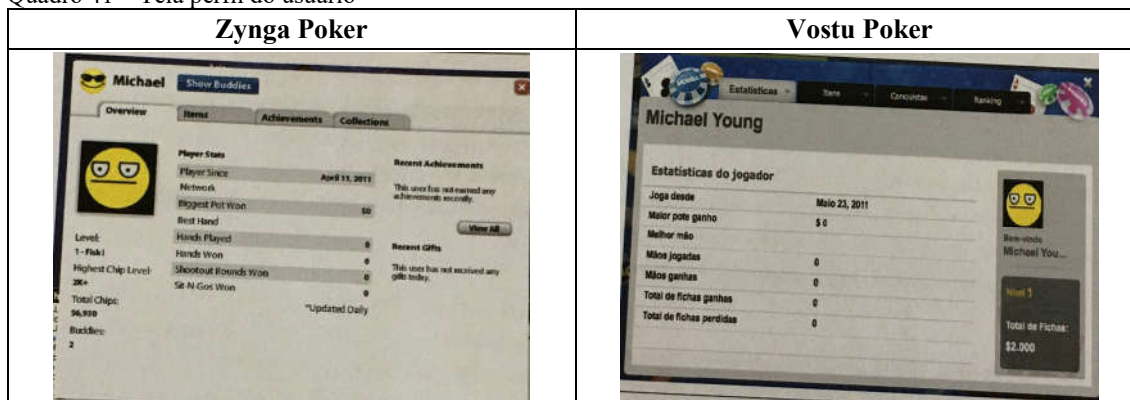 Zynga Poker
Vostu Poker
Michael
Show Buddies
Overview
Items
Achievements
Collections
Player Stats
Player Since April 11, 2011
Network
Biggest Pot Won $0
Best Hand
Hands Played 0
Hands Won 0
Shootout Rounds Won 0
Sit-N-Gos Won 0
*Updated Daily
Recent Achievements
This user has not earned any
achievements recently.
View All
Recent Gifts
This user has not received any
gifts today.
Level:
Highest Chip Level:
2K+
Total Chips:
Buddies:
2
Estatísticas
Itens
Conquistas
Ranking
Michael Young
Estatísticas do jogador
Joga desde Maio 23, 2011
Maior pote ganho $ 0
Melhor mão
Mãos jogadas 0
Mãos ganhas 0
Total de fichas ganhas 0
Total de fichas perdidas 0
Bem-vindo
Michael You...
Nível 1
Total de Fichas:
$2.000